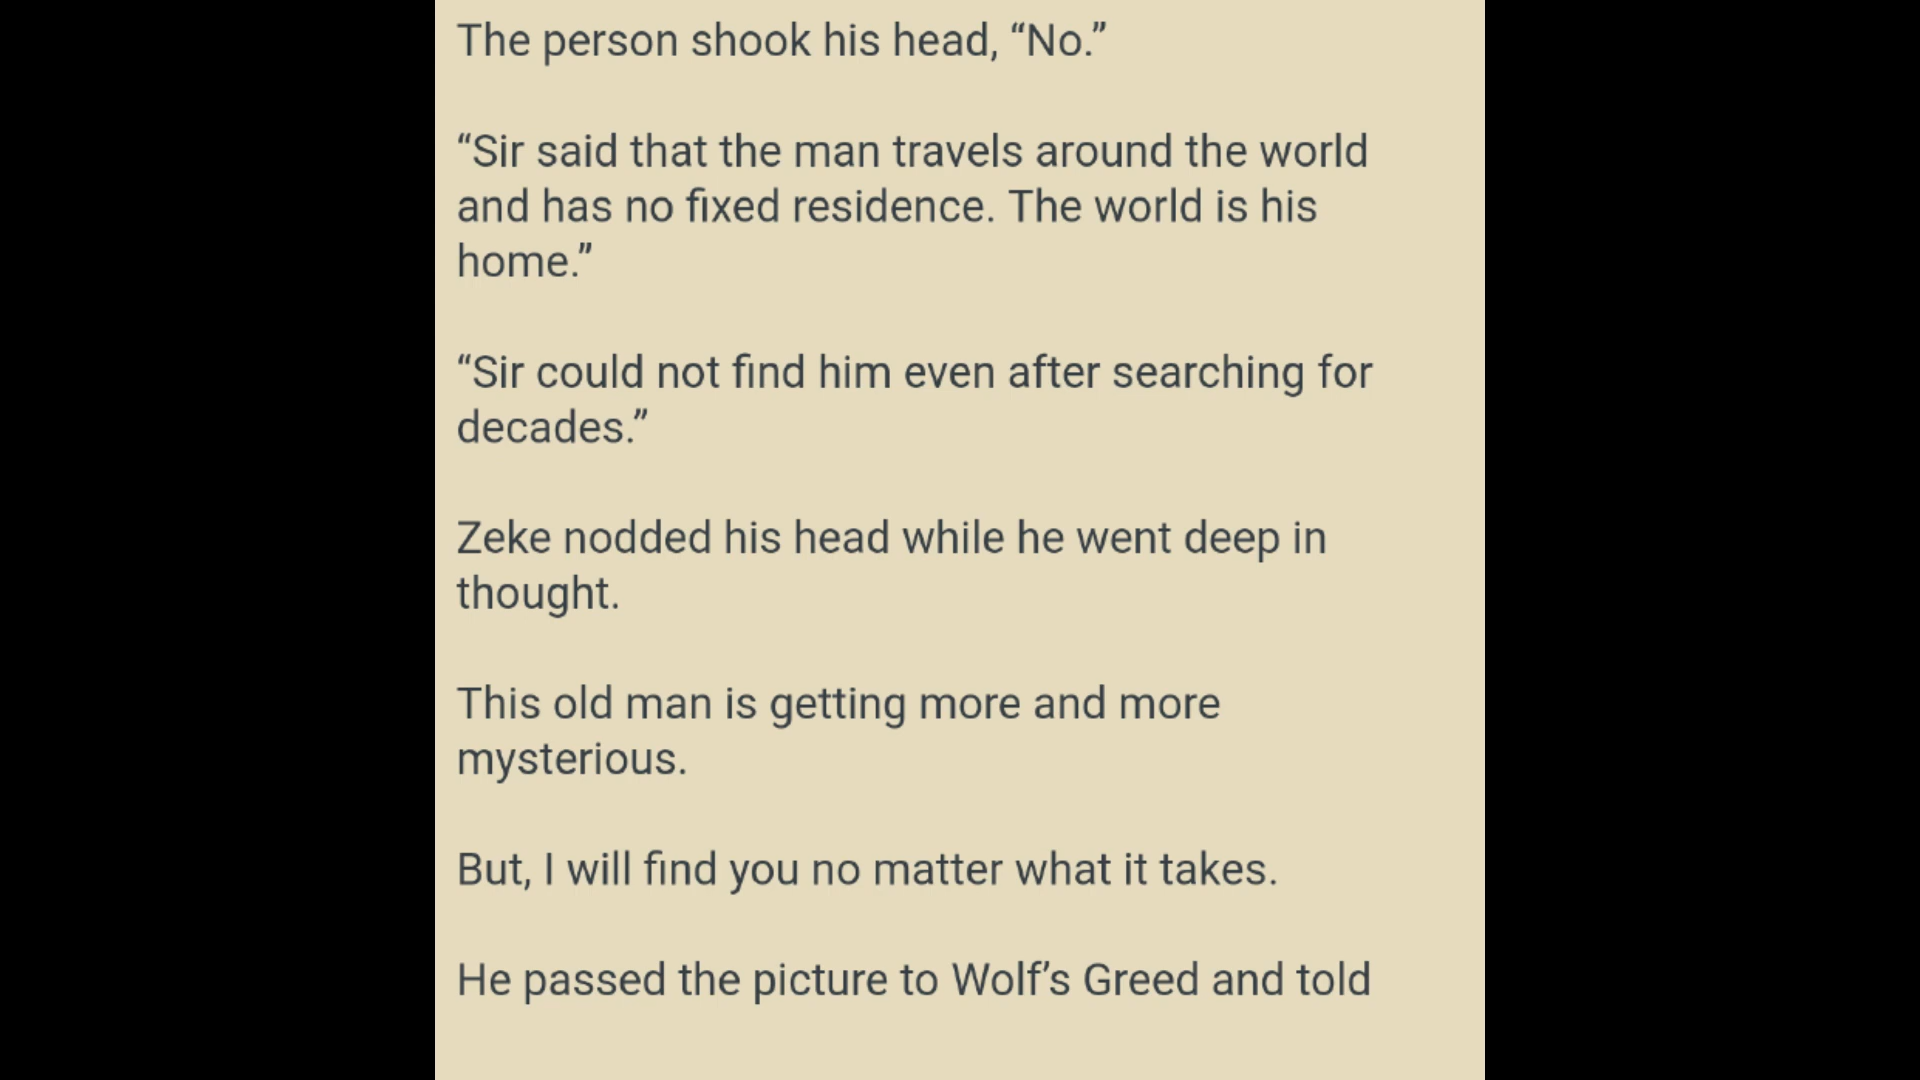 The person shook his head, “No.”
“Sir said that the man travels around the world
and has no fixed residence. The world is his
home.”
“Sir could not find him even after searching for
decades.”
Zeke nodded his head while he went deep in
thought.
This old man is getting more and more
mysterious.
But, I will find you no matter what it takes.
He passed the picture to Wolf’s Greed and told